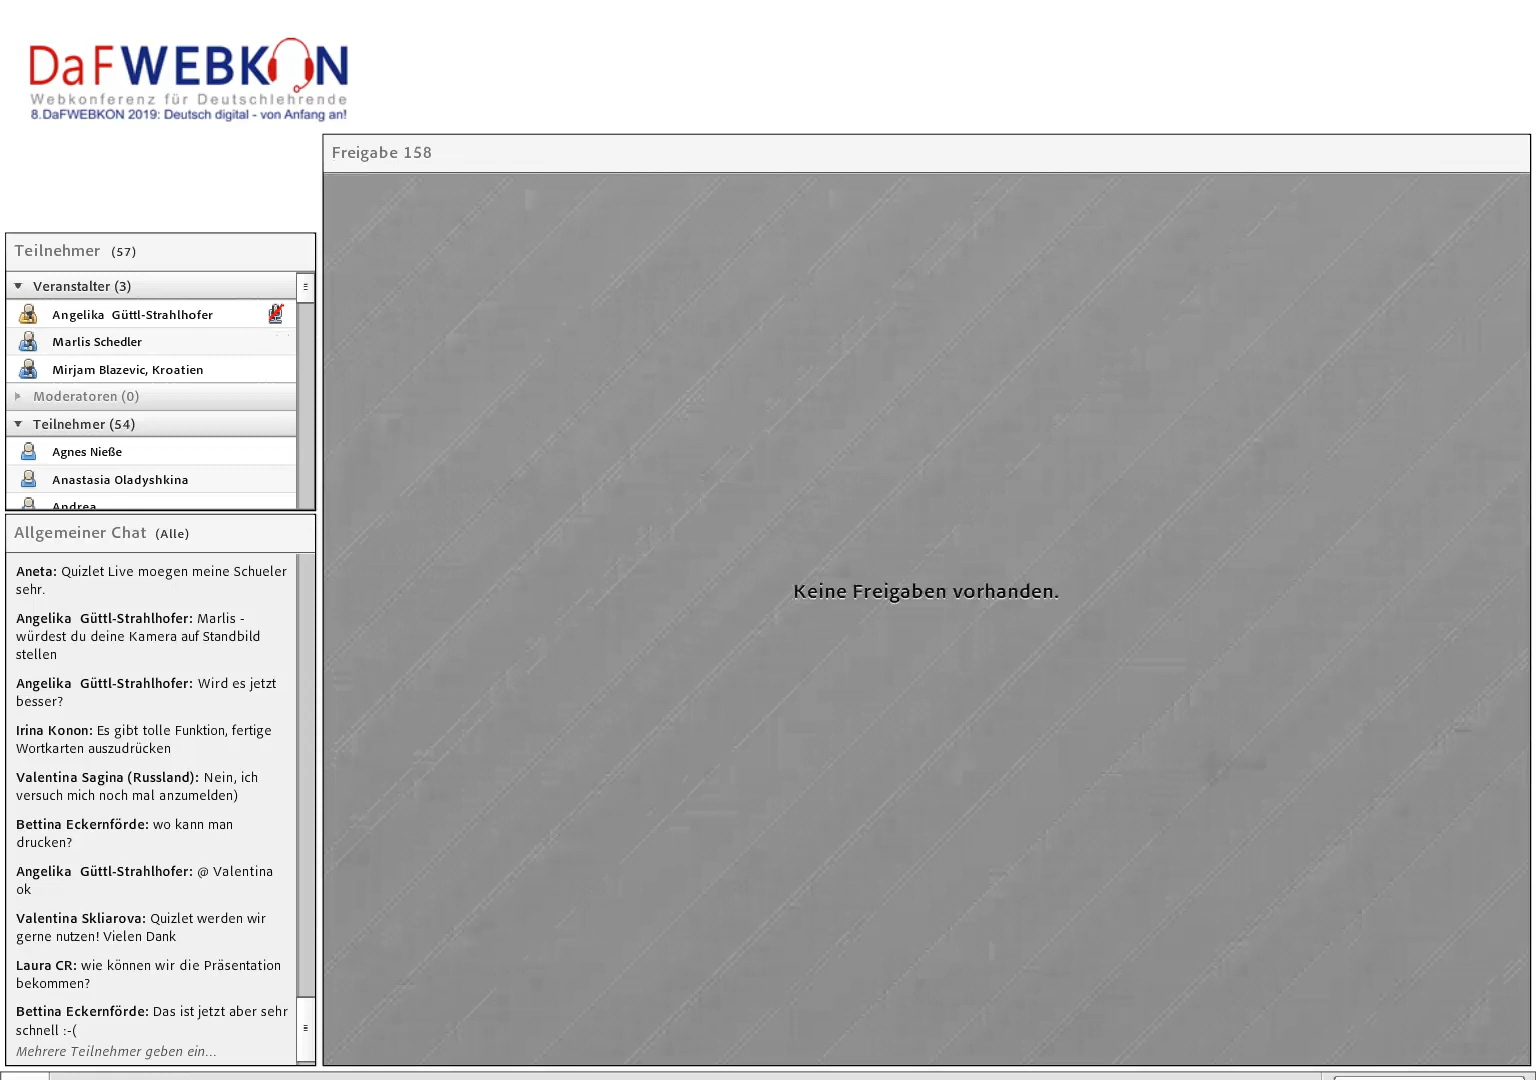 DaFWEBKON
Webkonferenz für Deutschlehrende
8.DaFWEBKON 2019: Deutsch digital - von Anfang an!
Freigabe 158
Teilnehmer (57)
Veranstalter (3)
Angelika Güttl-Strahlhofer
Marlis Schedler
Mirjam Blazevic, Kroatien
Moderatoren (0)
Teilnehmer (54)
Agnes Nieße
Anastasia Oladyshkina
Andrea
Allgemeiner Chat (Alle)
Aneta: Quizlet Live moegen meine Schueler
sehr.
Angelika Güttl-Strahlhofer: Marlis -
würdest du deine Kamera auf Standbild
stellen
Angelika Güttl-Strahlhofer: Wird es jetzt
besser?
Irina Konon: Es gibt tolle Funktion, fertige
Wortkarten auszudrücken
Valentina Sagina (Russland): Nein, ich
versuch mich noch mal anzumelden)
Bettina Eckernförde: wo kann man
drucken?
Angelika Güttl-Strahlhofer: @ Valentina
ok
Valentina Skliarova: Quizlet werden wir
gerne nutzen! Vielen Dank
Laura CR: wie können wir die Präsentation
bekommen?
Bettina Eckernförde: Das ist jetzt aber sehr
schnell :-(
Mehrere Teilnehmer geben ein...
Keine Freigaben vorhanden.